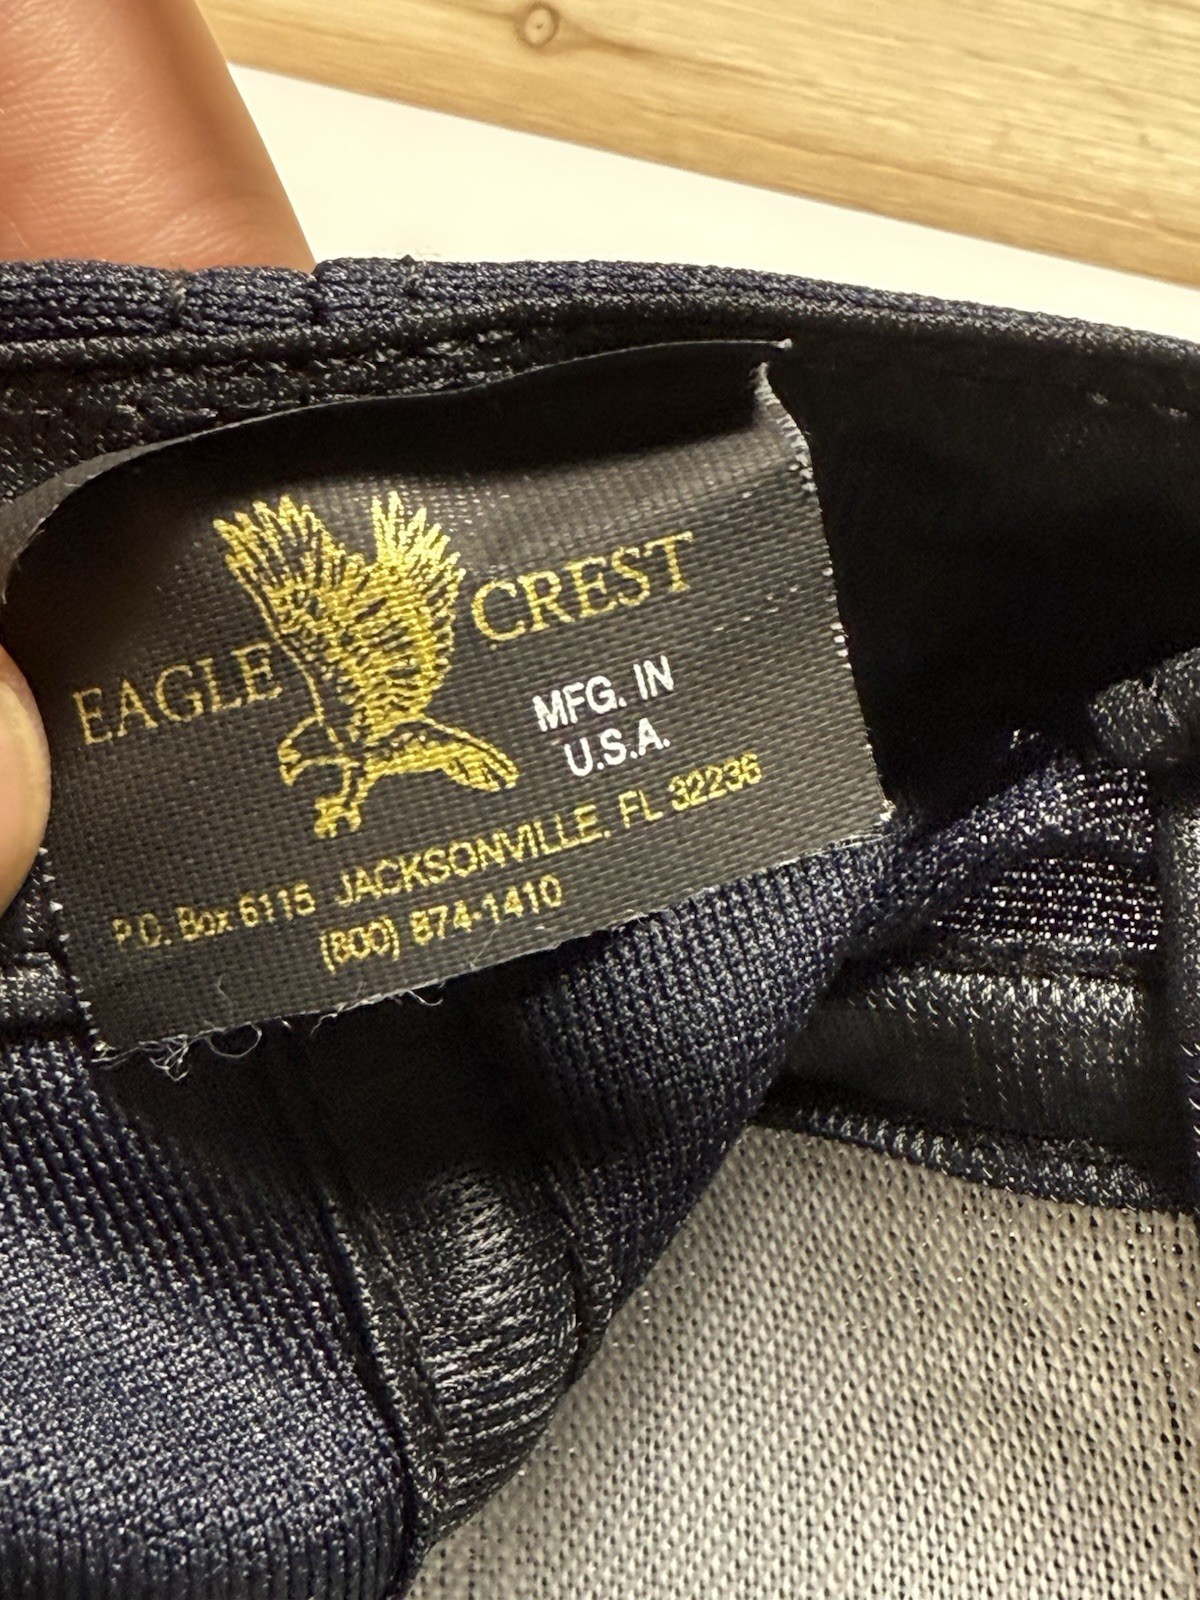 EAGLE CREST
MFG. IN
U.S.A.
P.O. Box 6115 JACKSONVILLE, FL 32236
(800) 874-1410